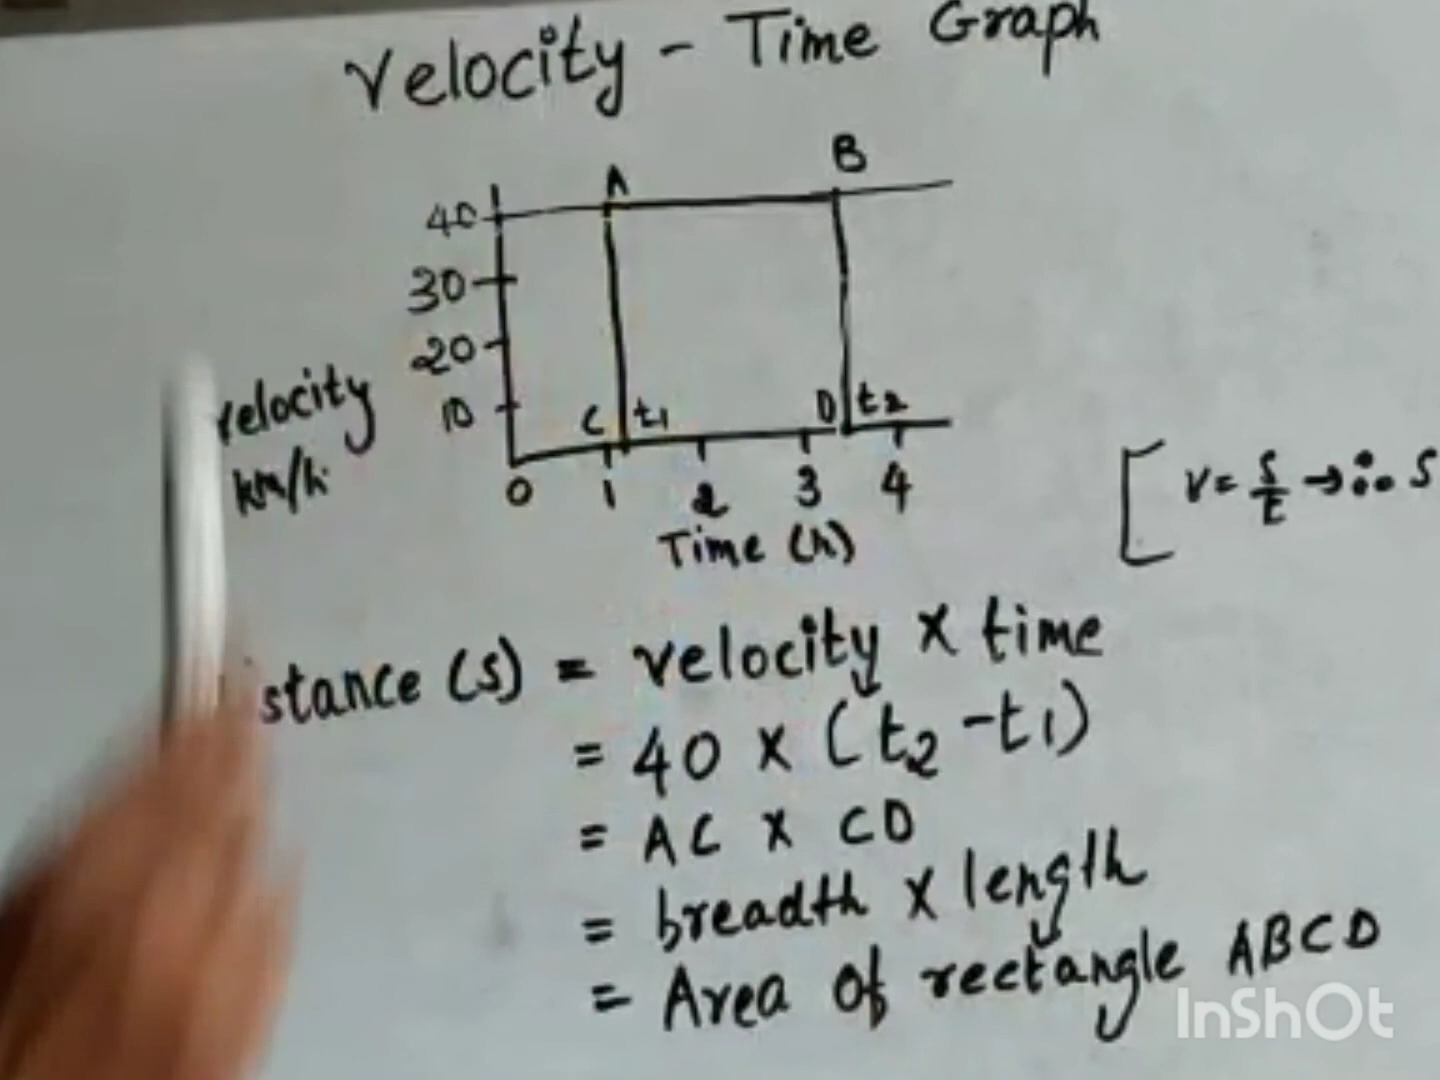 Velocity - Time Graph
A B
40
30
20
10
velocity
km/h
C t1 D t2
0 1 2 3 4
Time (h)
[ v = s/t → ∴ s
istance (s) = velocity x time
= 40 x (t2 - t1)
= AC x CD
= breadth x length
= Area of rectangle ABCD
InShOt